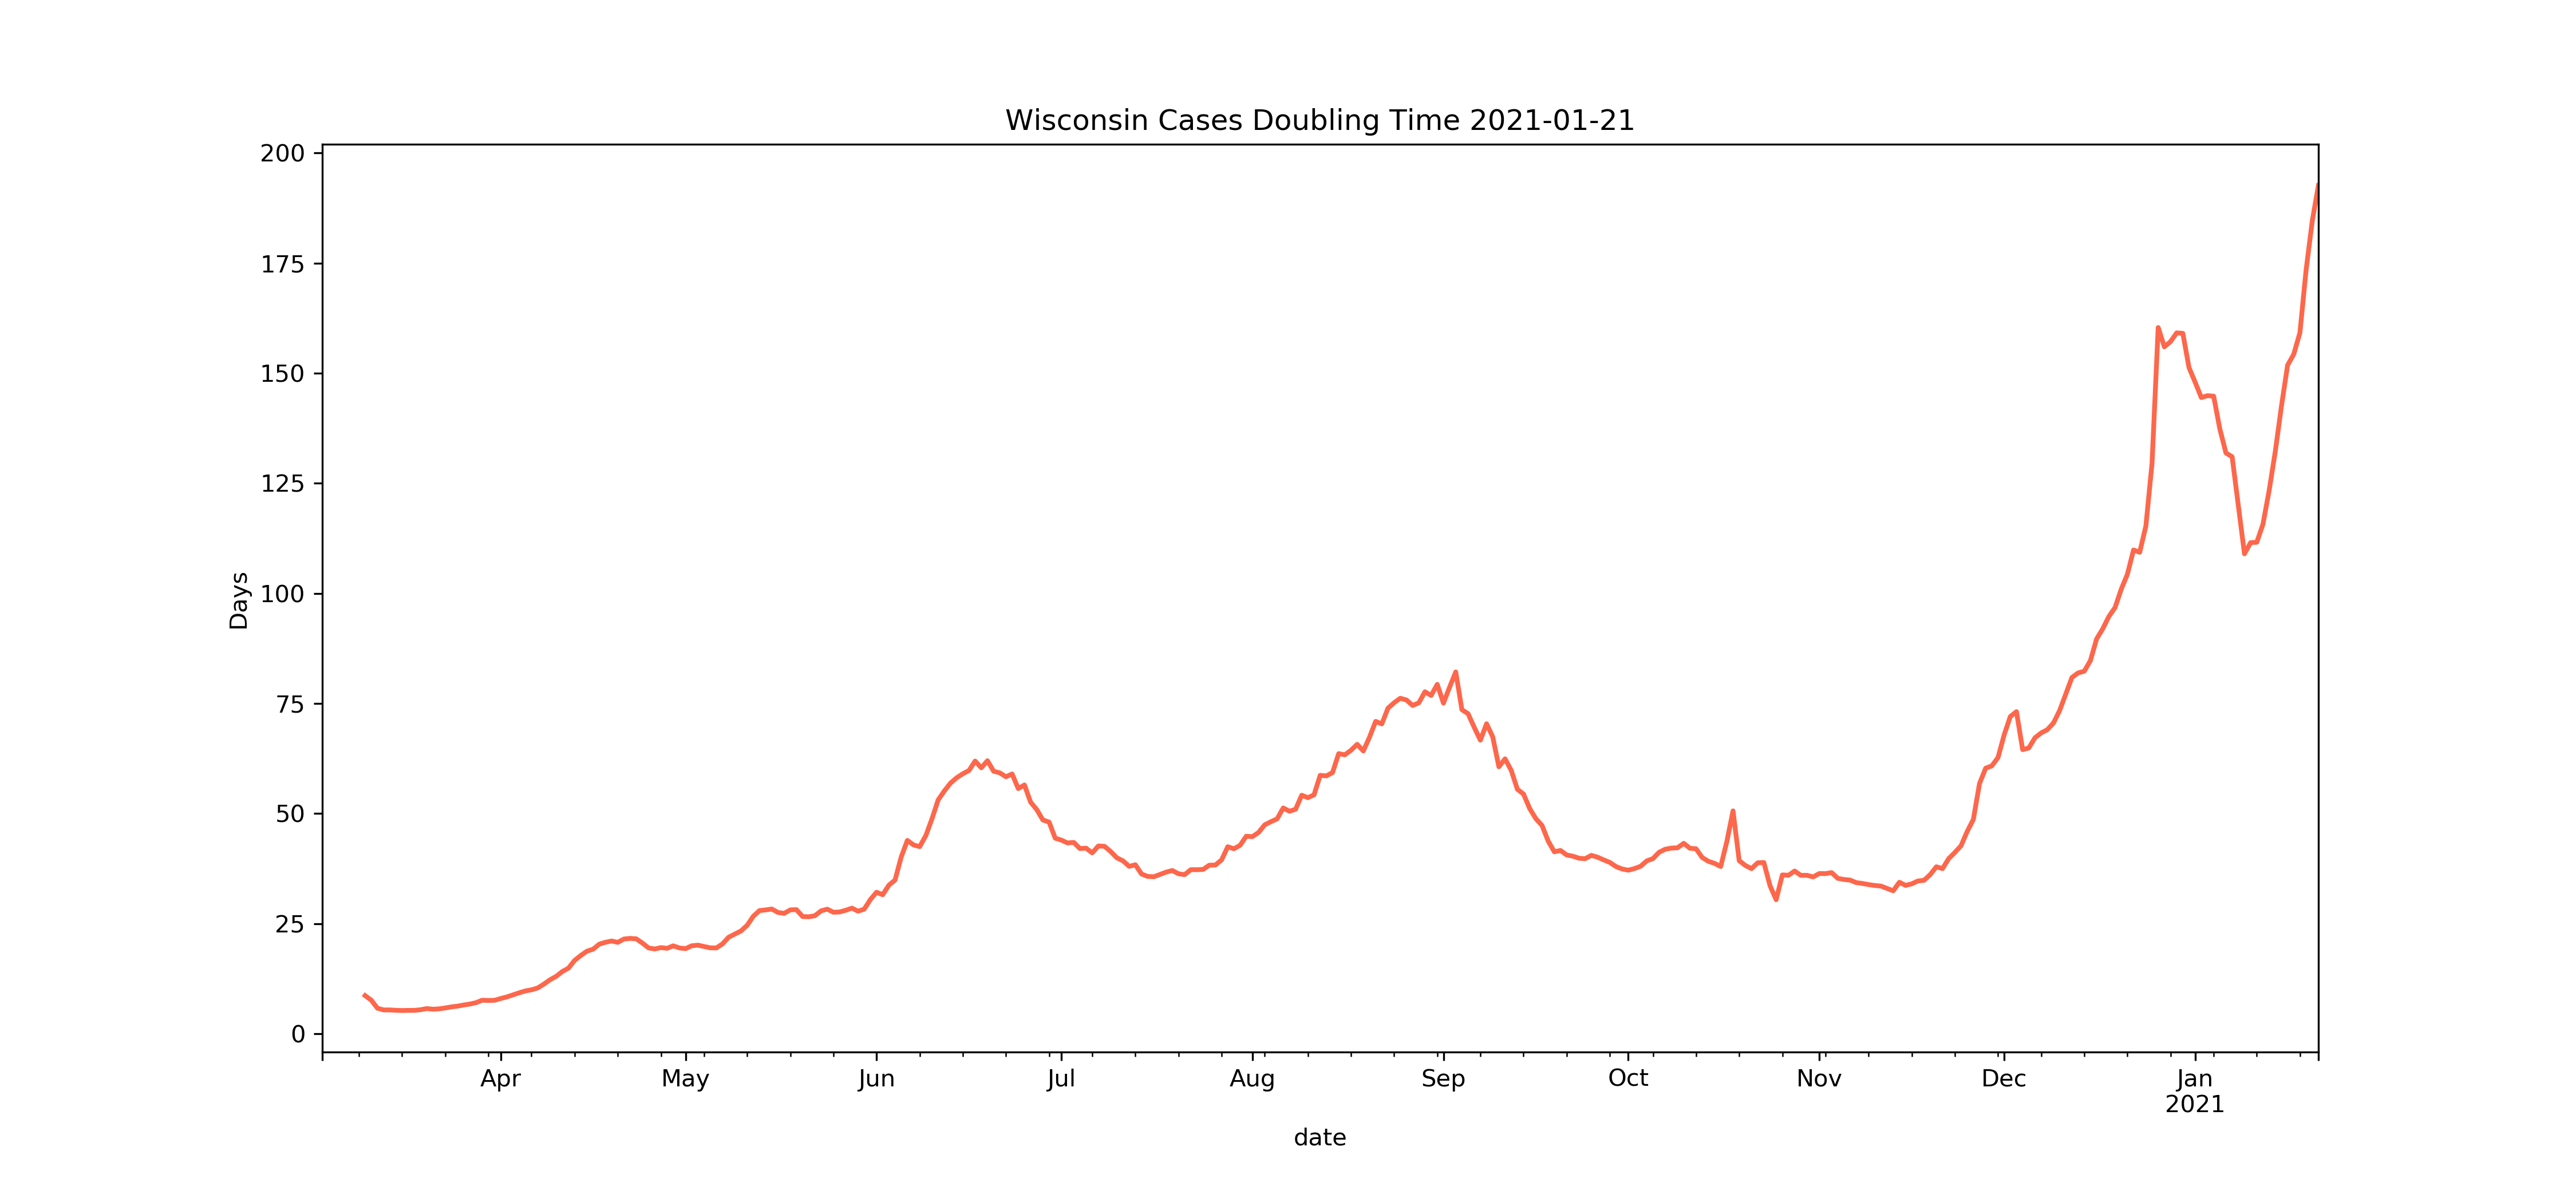 Wisconsin Cases Doubling Time 2021-01-21
200
175
150
125
100
75
50
25
0
Days
Apr May Jun Jul Aug Sep Oct Nov Dec Jan
2021
date